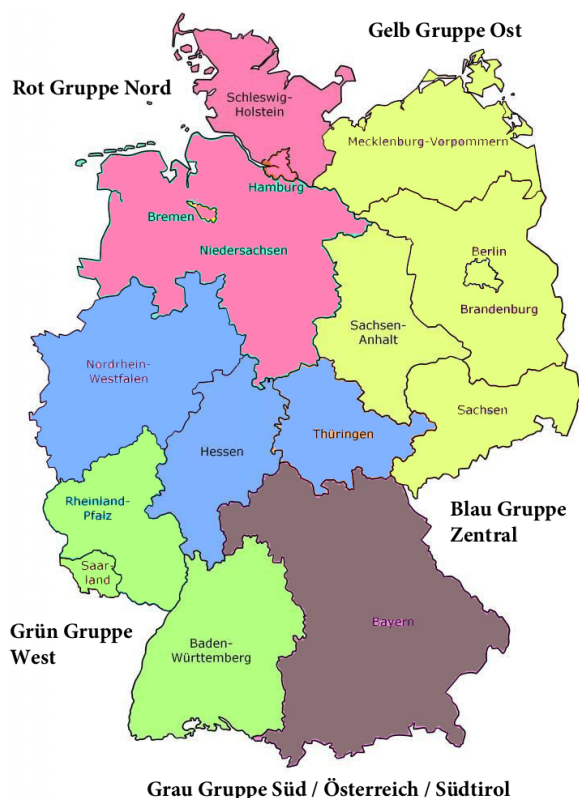 Gelb Gruppe Ost
Rot Gruppe Nord
Schleswig-
Holstein
Mecklenburg-Vorpommern
Hamburg
Bremen
Niedersachsen
Berlin
Brandenburg
Sachsen-
Anhalt
Nordrhein-
Westfalen
Sachsen
Thüringen
Hessen
Rheinland-
Pfalz
Blau Gruppe
Zentral
Saar-
land
Grün Gruppe
West
Baden-
Württemberg
Bayern
Grau Gruppe Süd / Österreich / Südtirol